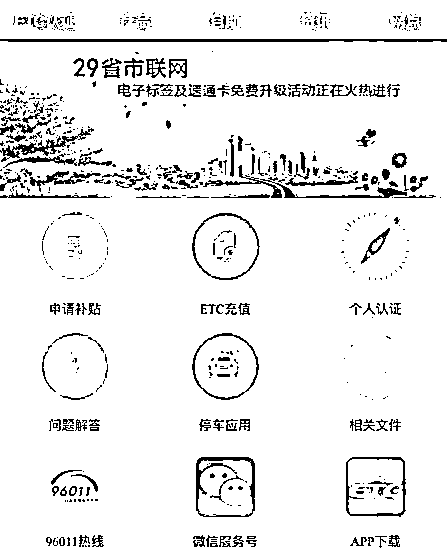 29省市联网
电子标签及速通卡免费升级活动正在火热进行
申请补贴
ETC充值
个人认证
问题解答
停车应用
相关文件
96011
96011热线
微信服务号
APP下载